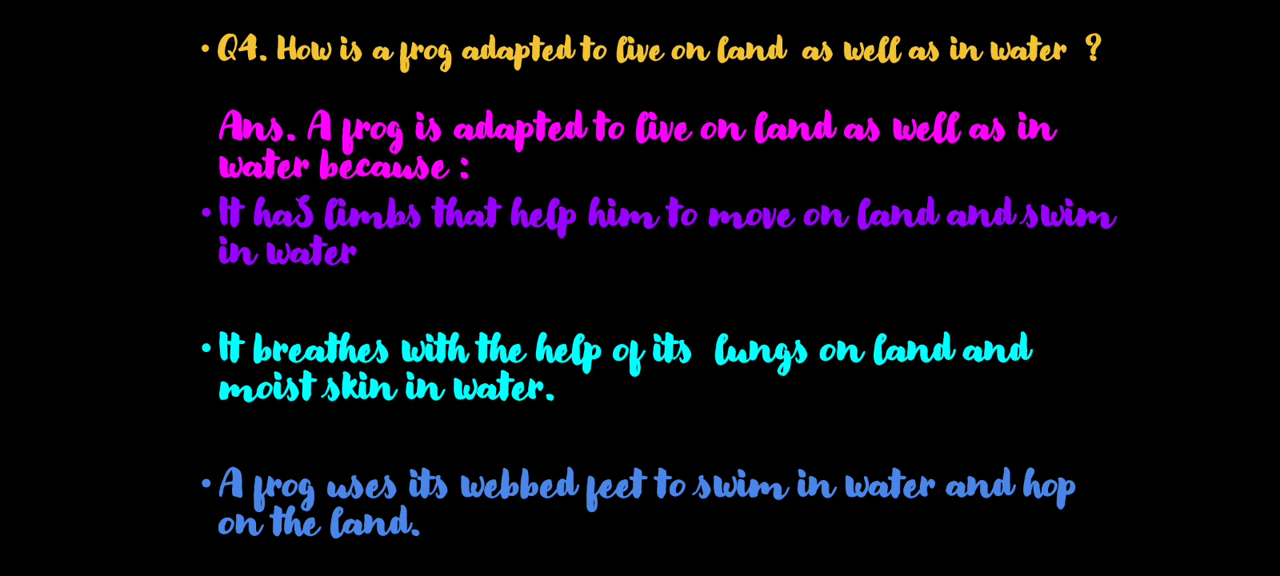 • Q4. How is a frog adapted to live on land as well as in water ?
Ans. A frog is adapted to live on land as well as in
water because :
• It haS limbs that help him to move on land and swim
in water
• It breathes with the help of its lungs on land and
moist skin in water.
• A frog uses its webbed feet to swim in water and hop
on the land.